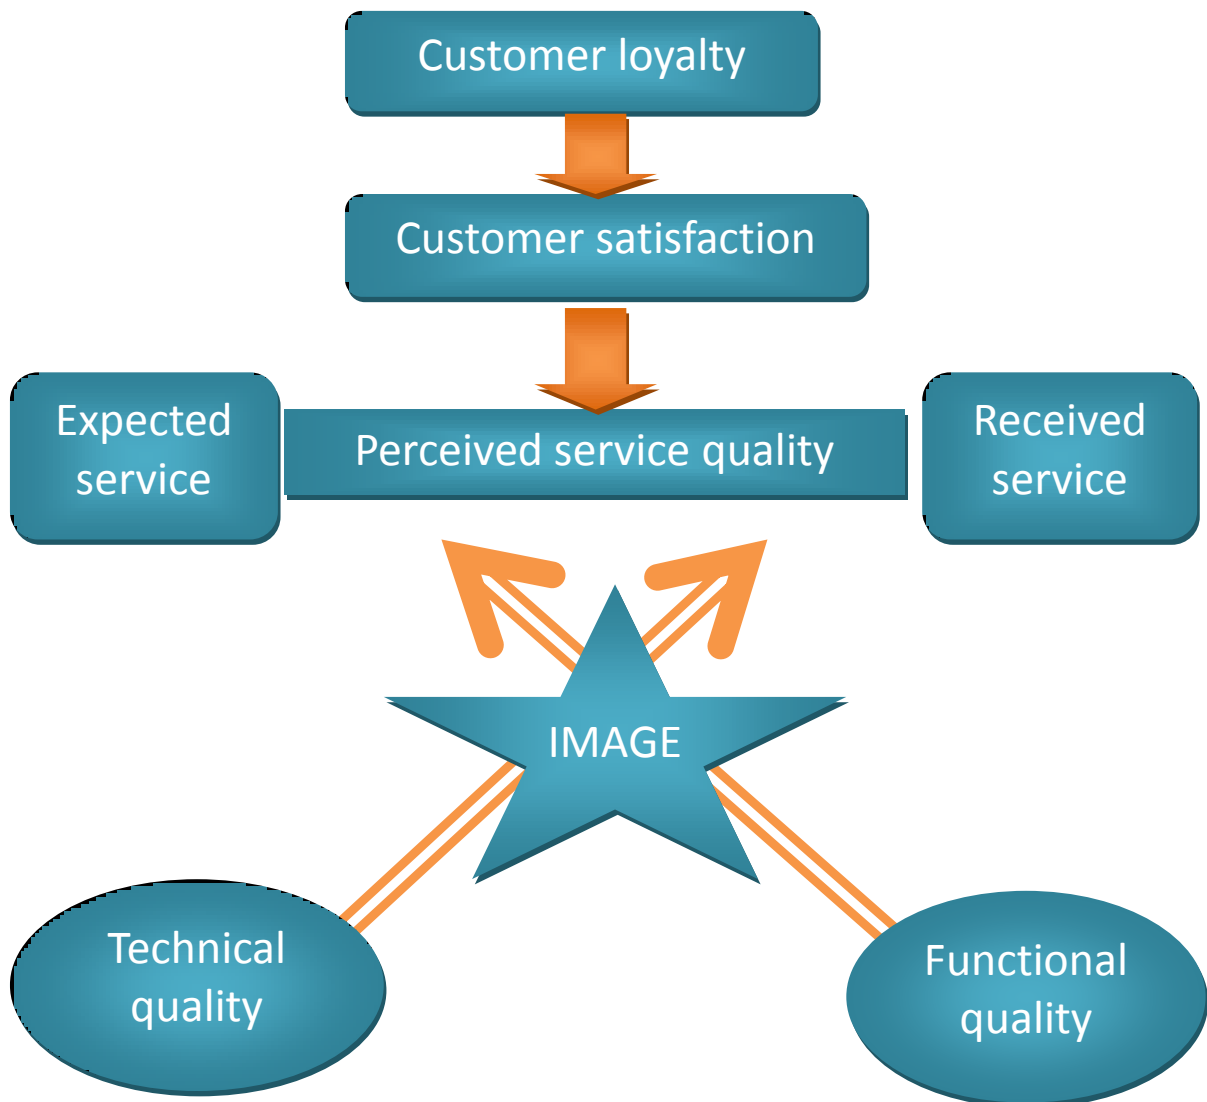 Customer loyalty
Customer satisfaction
Expected
service
Perceived service quality
Received
service
IMAGE
Technical
quality
Functional
quality